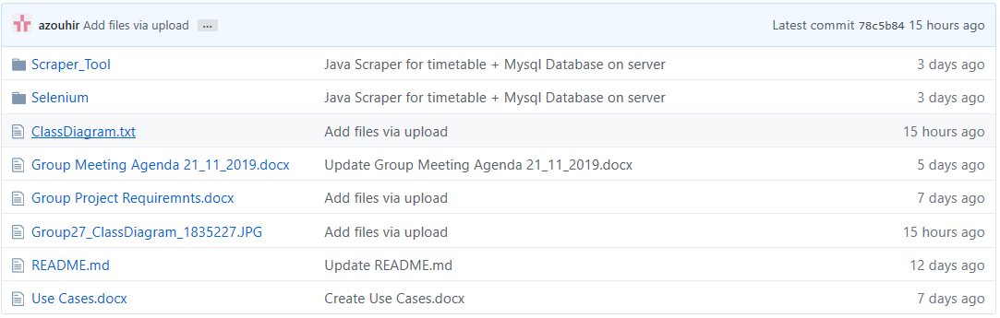 azouhir Add files via upload ... Latest commit 78c5b84 15 hours ago
Scraper_Tool Java Scraper for timetable + Mysql Database on server 3 days ago
Selenium Java Scraper for timetable + Mysql Database on server 3 days ago
ClassDiagram.txt Add files via upload 15 hours ago
Group Meeting Agenda 21_11_2019.docx Update Group Meeting Agenda 21_11_2019.docx 5 days ago
Group Project Requiremnts.docx Add files via upload 7 days ago
Group27_ClassDiagram_1835227.JPG Add files via upload 15 hours ago
README.md Update README.md 12 days ago
Use Cases.docx Create Use Cases.docx 7 days ago